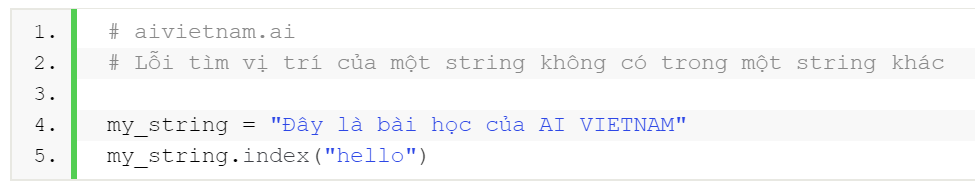 1. # aivietnam.ai
2. # Lỗi tìm vị trí của một string không có trong một string khác
3.
4. my_string = "Đây là bài học của AI VIETNAM"
5. my_string.index("hello")